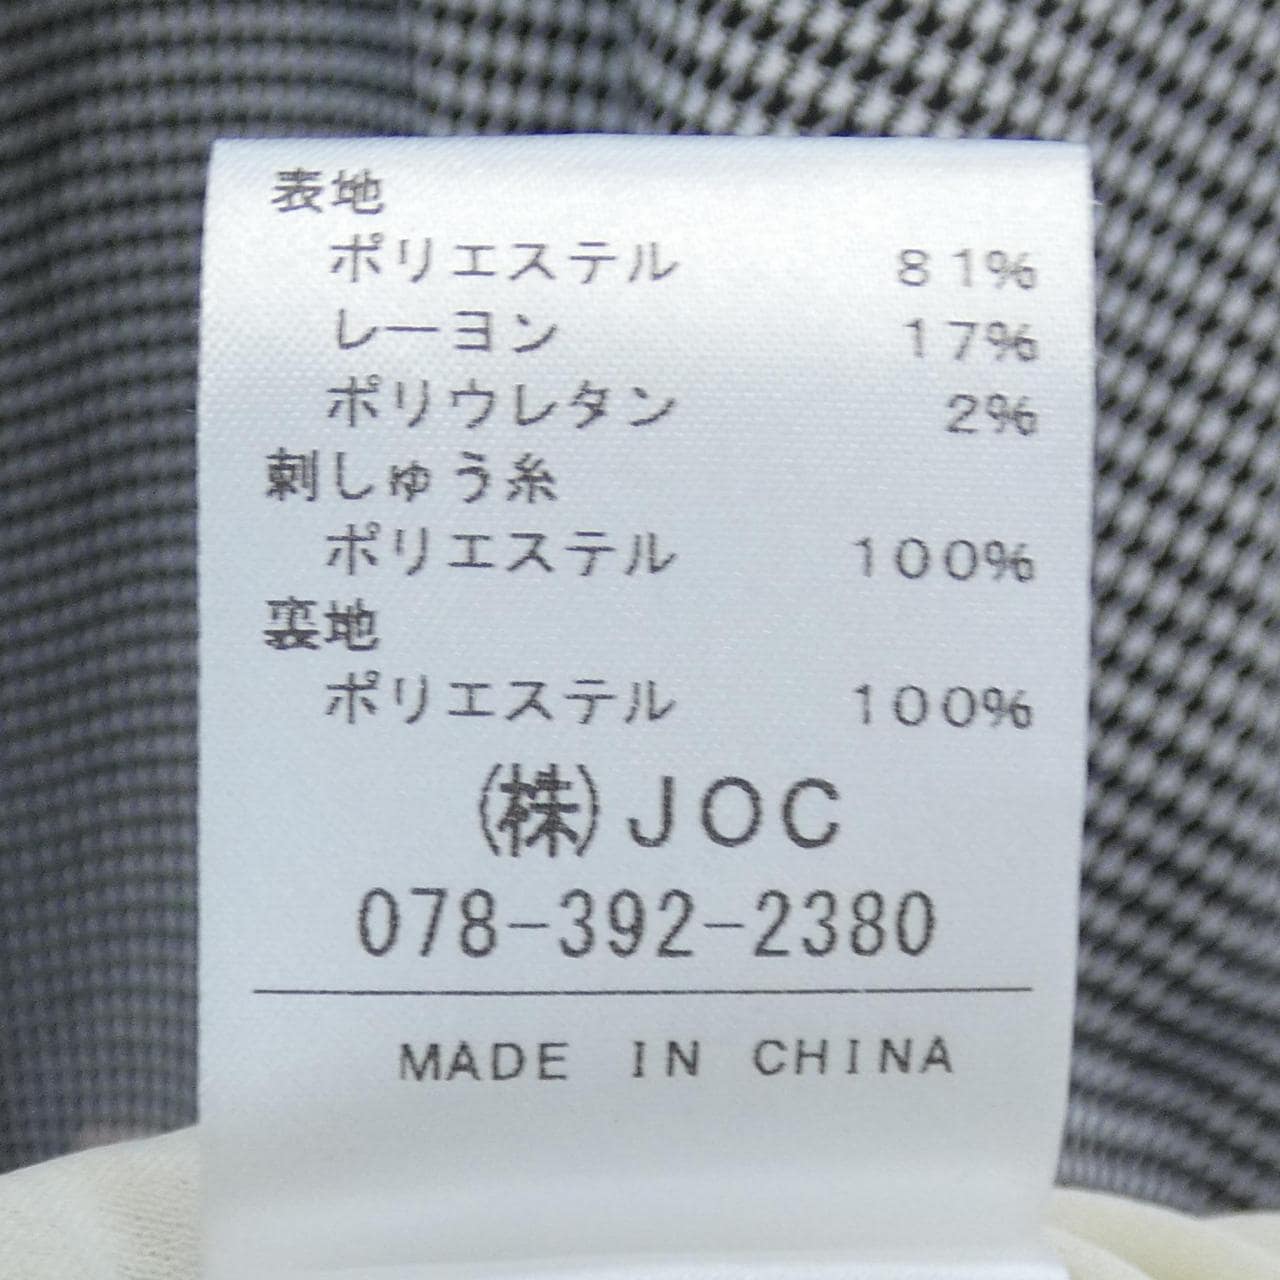 表地
ポリエステル 81%
レーヨン 17%
ポリウレタン 2%
刺しゅう糸
ポリエステル 100%
裏地
ポリエステル 100%
(株)JOC
078-392-2380
MADE IN CHINA